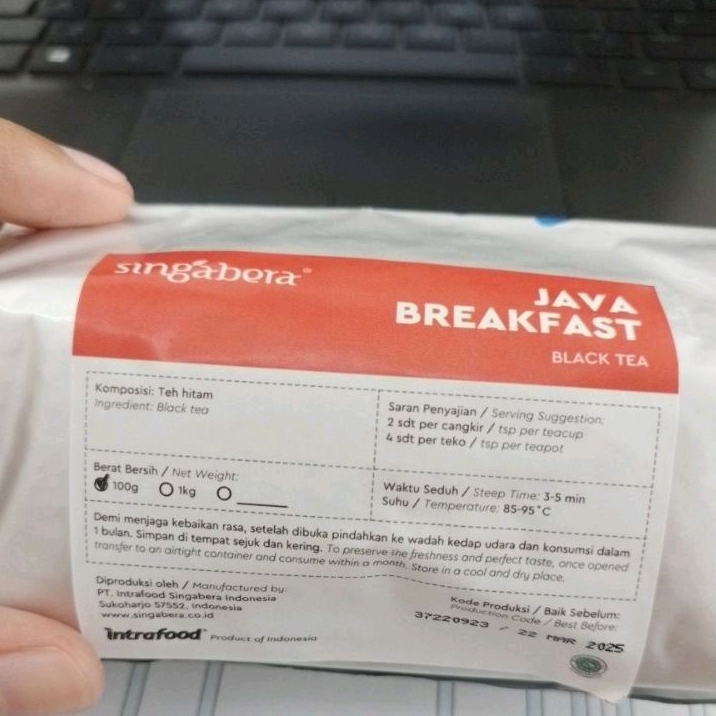 singabera®
JAVA
BREAKFAST
BLACK TEA
Komposisi: Teh hitam
Ingredient: Black tea
Saran Penyajian / Serving Suggestion:
2 sdt per cangkir / tsp per teacup
4 sdt per teko / tsp per teapot
Berat Bersih / Net Weight:
100g 1kg
Waktu Seduh / Steep Time: 3-5 min
Suhu / Temperature: 85-95°C
Demi menjaga kebaikan rasa, setelah dibuka pindahkan ke wadah kedap udara dan konsumsi dalam
1 bulan. Simpan di tempat sejuk dan kering. To preserve the freshness and perfect taste, once opened
transfer to an airtight container and consume within a month. Store in a cool and dry place.
Diproduksi oleh / Manufactured by:
PT. Intrafood Singabera Indonesia
Sukoharjo 57552, Indonesia
www.singabera.co.id
intrafood® Product of Indonesia
Kode Produksi / Baik Sebelum:
Production Code / Best Before:
37220923 / 22 MAR 2025